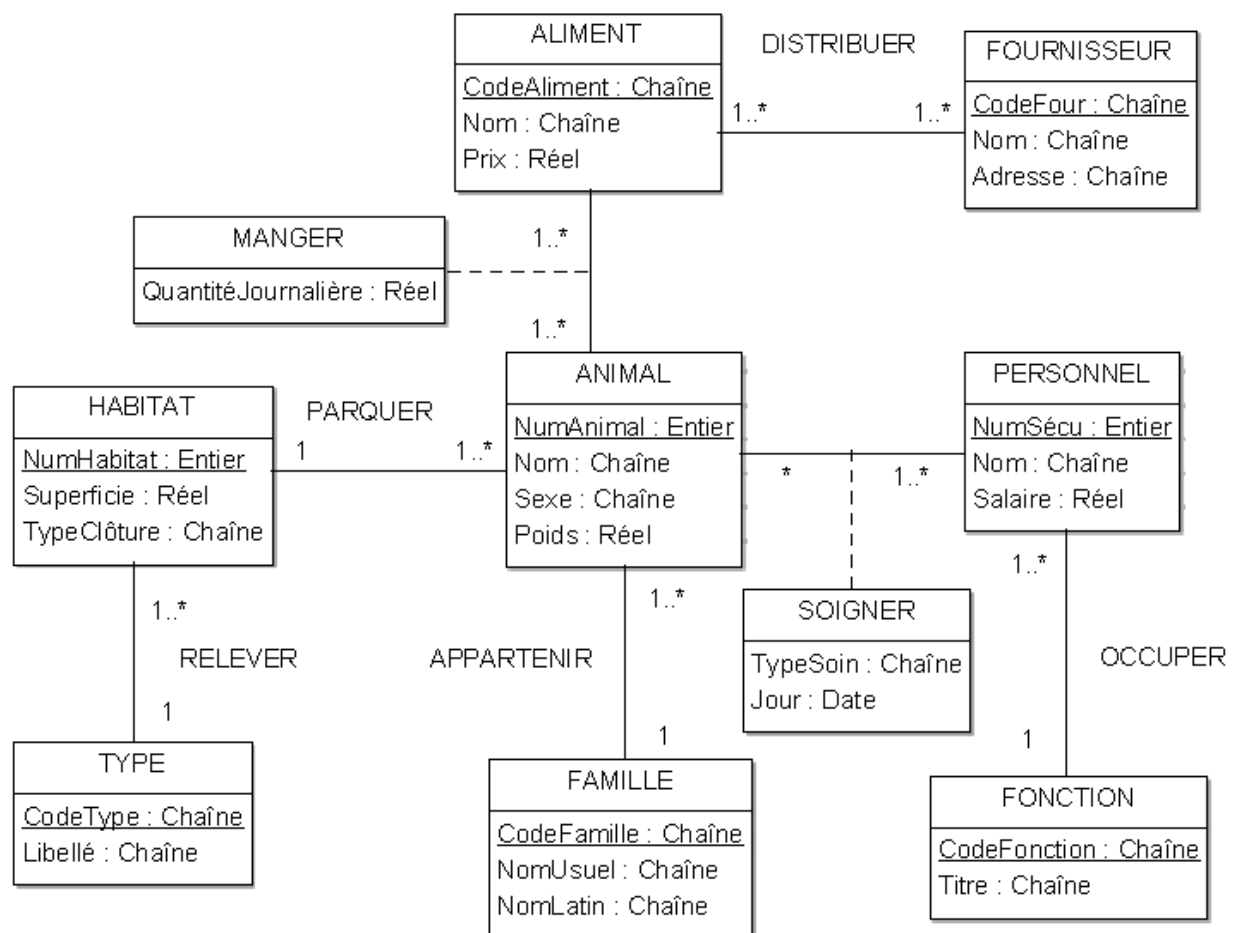 ALIMENT
CodeAliment : Chaîne
Nom : Chaîne
Prix : Réel
DISTRIBUER
1..*
1..*
FOURNISSEUR
CodeFour : Chaîne
Nom : Chaîne
Adresse : Chaîne
MANGER
QuantitéJournalière : Réel
1..*
1..*
HABITAT
NumHabitat : Entier
Superficie : Réel
TypeClôture : Chaîne
PARQUER
1
1..*
ANIMAL
NumAnimal : Entier
Nom : Chaîne
Sexe : Chaîne
Poids : Réel
*
1..*
PERSONNEL
NumSécu : Entier
Nom : Chaîne
Salaire : Réel
1..*
RELEVER
1
1..*
APPARTENIR
1
SOIGNER
TypeSoin : Chaîne
Jour : Date
1..*
OCCUPER
1
TYPE
CodeType : Chaîne
Libellé : Chaîne
FAMILLE
CodeFamille : Chaîne
NomUsuel : Chaîne
NomLatin : Chaîne
FONCTION
CodeFonction : Chaîne
Titre : Chaîne